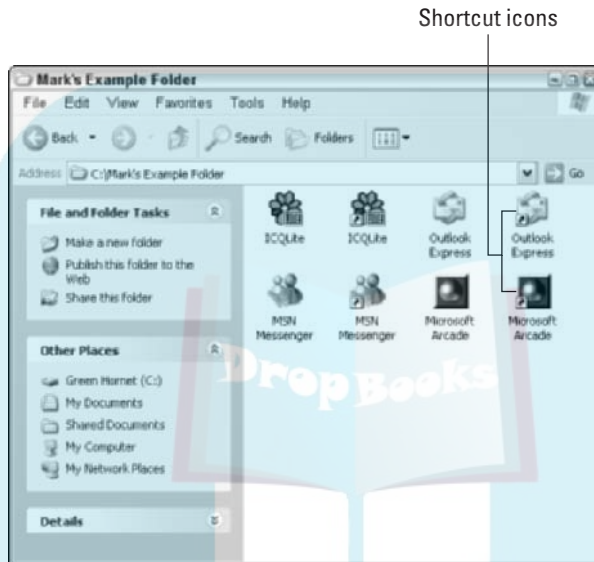 Shortcut icons
Mark's Example Folder
File Edit View Favorites Tools Help
Back Search Folders
Address C:\Mark's Example Folder Go
File and Folder Tasks
Make a new folder
Publish this folder to the
Web
Share this folder
Other Places
Green Hornet (C:)
My Documents
Shared Documents
My Computer
My Network Places
Details
ICQLite ICQLite Outlook Outlook
Express Express
MSN MSN Microsoft Microsoft
Messenger Messenger Arcade Arcade
DropBooks